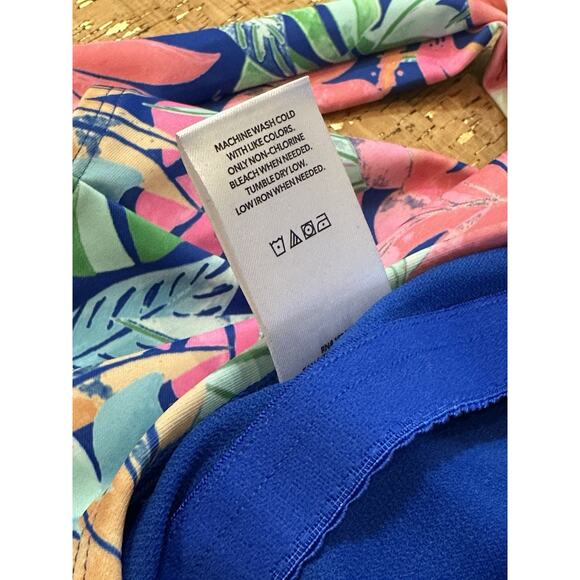 MACHINE WASH COLD
WITH LIKE COLORS.
ONLY NON-CHLORINE
BLEACH WHEN NEEDED.
TUMBLE DRY LOW.
LOW IRON WHEN NEEDED.